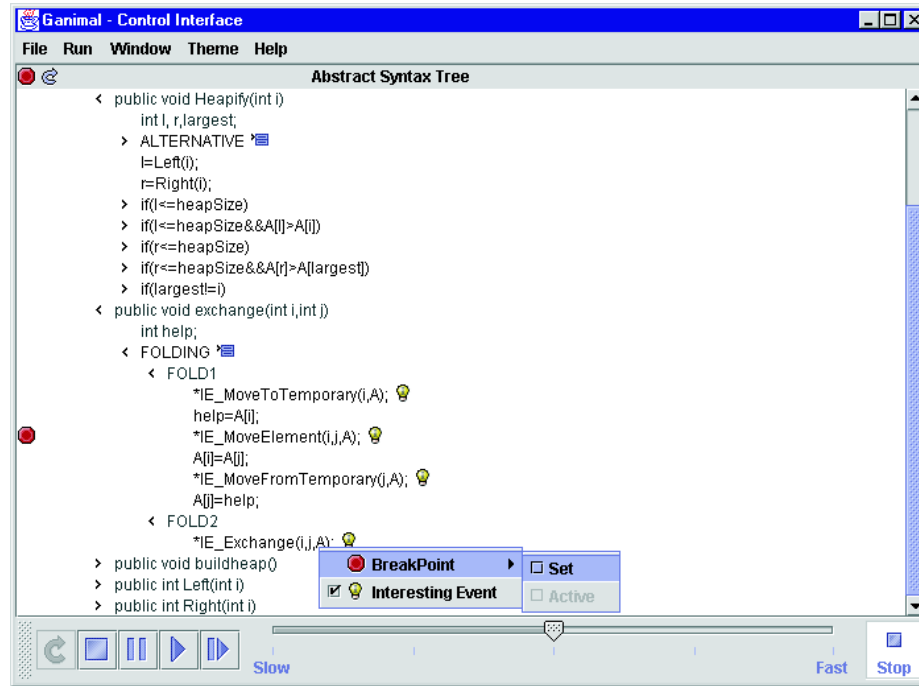 Ganimal - Control Interface
File Run Window Theme Help
Abstract Syntax Tree
public void Heapify(int i)
int l, r,largest;
ALTERNATIVE
l=Left(i);
r=Right(i);
if(l<=heapSize)
if(l<=heapSize&&A[l]>A[i])
if(r<=heapSize)
if(r<=heapSize&&A[r]>A[largest])
if(largest!=i)
public void exchange(int i,int j)
int help;
FOLDING
FOLD1
*IE_MoveToTemporary(i,A);
help=A[i];
*IE_MoveElement(i,j,A);
A[i]=A[j];
*IE_MoveFromTemporary(j,A);
A[j]=help;
FOLD2
*IE_Exchange(i,j,A);
public void buildheap()
public int Left(int i)
public int Right(int i)
BreakPoint
Interesting Event
Set
Active
Slow
Fast
Stop